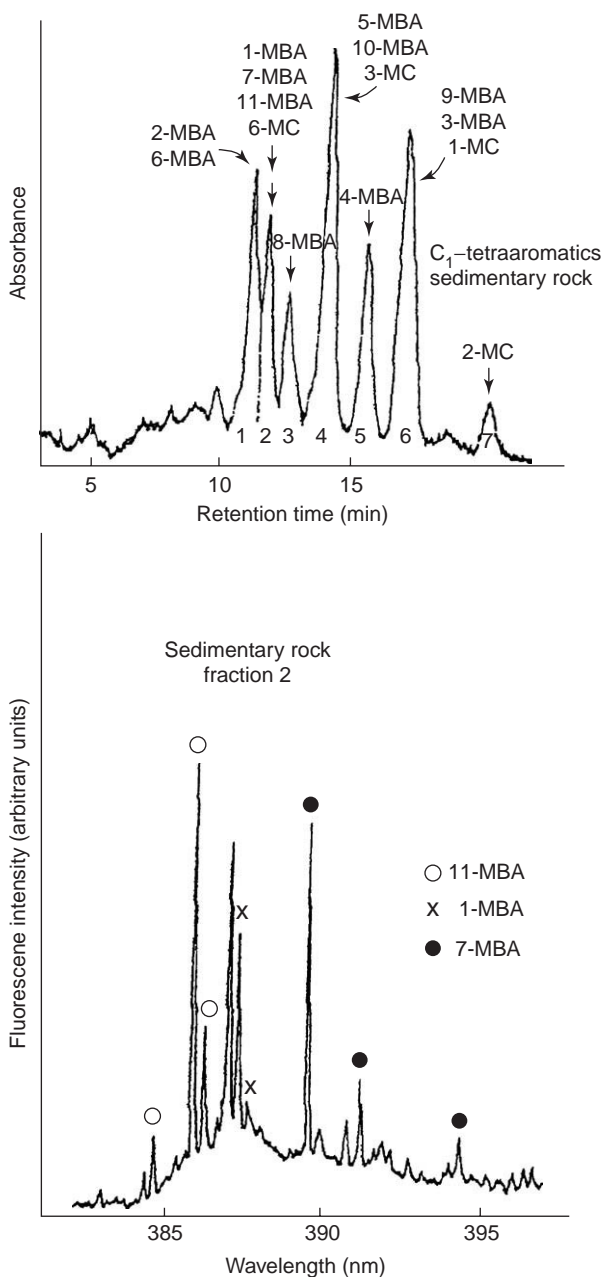 5-MBA
10-MBA
3-MC
1-MBA
7-MBA
11-MBA
6-MC
9-MBA
3-MBA
1-MC
2-MBA
6-MBA
4-MBA
8-MBA
C₁–tetraaromatics
sedimentary rock
2-MC
Absorbance
1 2 3 4 5 6 7
5 10 15
Retention time (min)
Sedimentary rock
fraction 2
Fluorescene intensity (arbitrary units)
○ 11-MBA
x 1-MBA
● 7-MBA
x
x
385 390 395
Wavelength (nm)